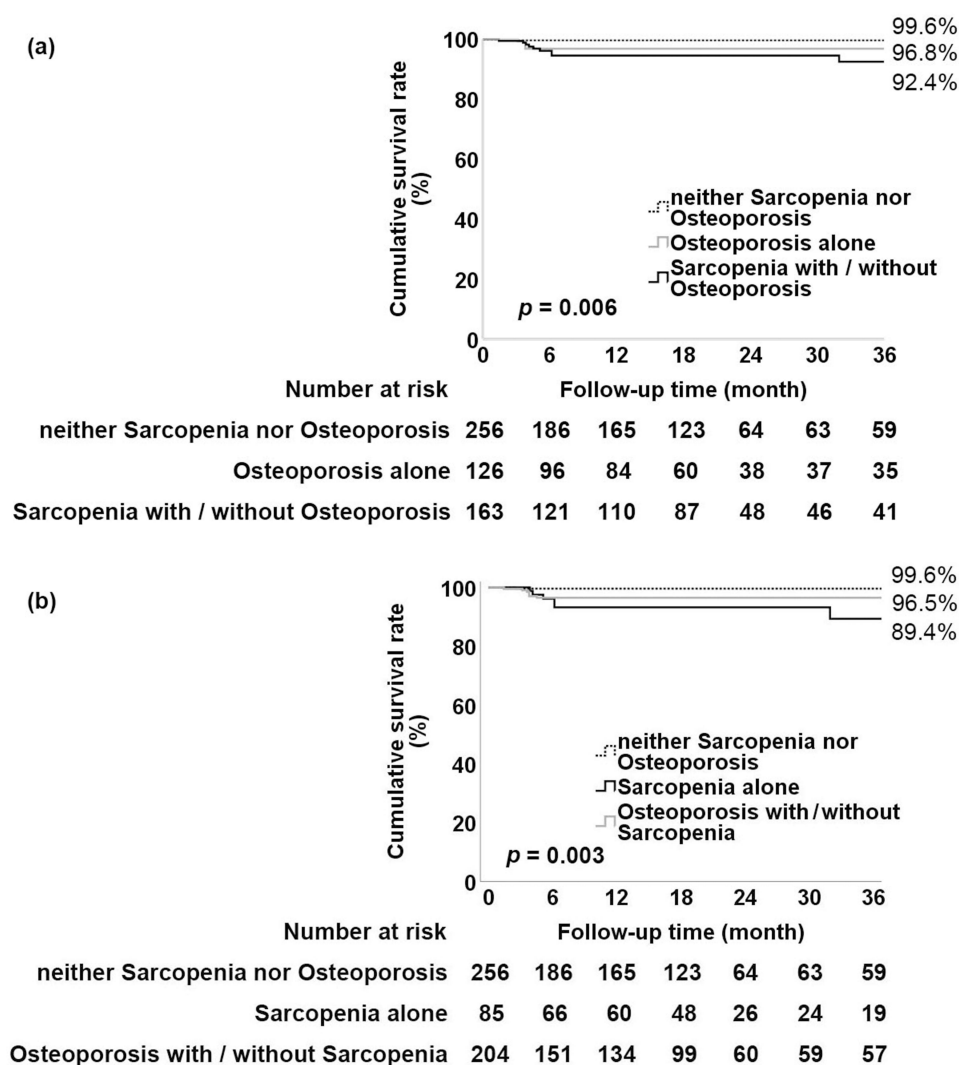 (a)
99.6%
96.8%
92.4%
Cumulative survival rate
(%)
100
80
60
40
20
0
neither Sarcopenia nor
Osteoporosis
Osteoporosis alone
Sarcopenia with / without
Osteoporosis
p = 0.006
0 6 12 18 24 30 36
Number at risk Follow-up time (month)
neither Sarcopenia nor Osteoporosis 256 186 165 123 64 63 59
Osteoporosis alone 126 96 84 60 38 37 35
Sarcopenia with / without Osteoporosis 163 121 110 87 48 46 41
(b)
99.6%
96.5%
89.4%
Cumulative survival rate
(%)
100
80
60
40
20
0
neither Sarcopenia nor
Osteoporosis
Sarcopenia alone
Osteoporosis with / without
Sarcopenia
p = 0.003
0 6 12 18 24 30 36
Number at risk Follow-up time (month)
neither Sarcopenia nor Osteoporosis 256 186 165 123 64 63 59
Sarcopenia alone 85 66 60 48 26 24 19
Osteoporosis with / without Sarcopenia 204 151 134 99 60 59 57